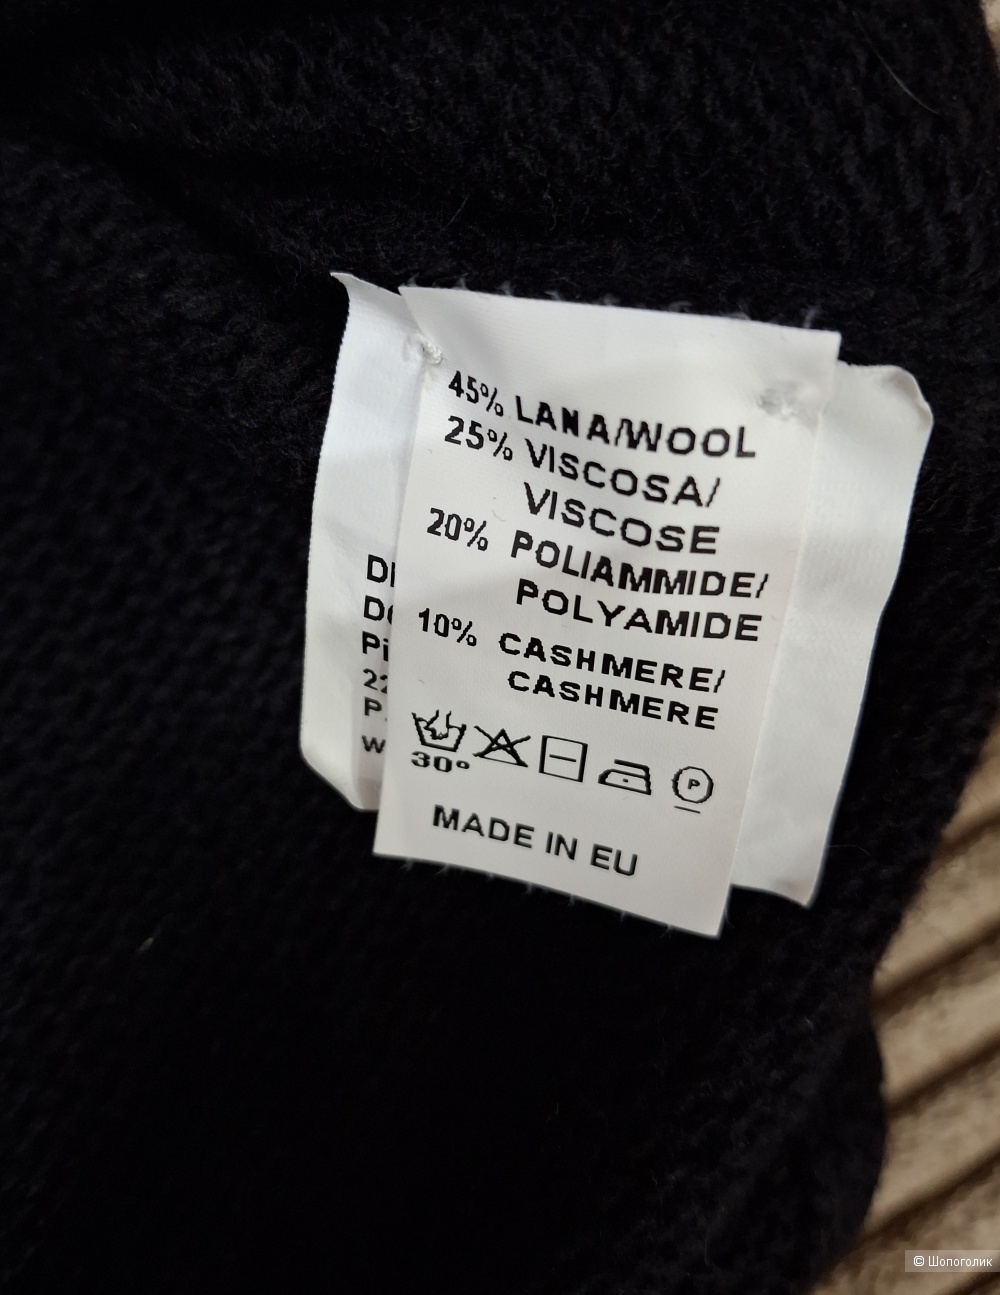 45% LANA/WOOL
25% VISCOSA/
VISCOSE
20% POLIAMMIDE/
POLYAMIDE
10% CASHMERE/
CASHMERE
30°
P
MADE IN EU
© Шопоголик